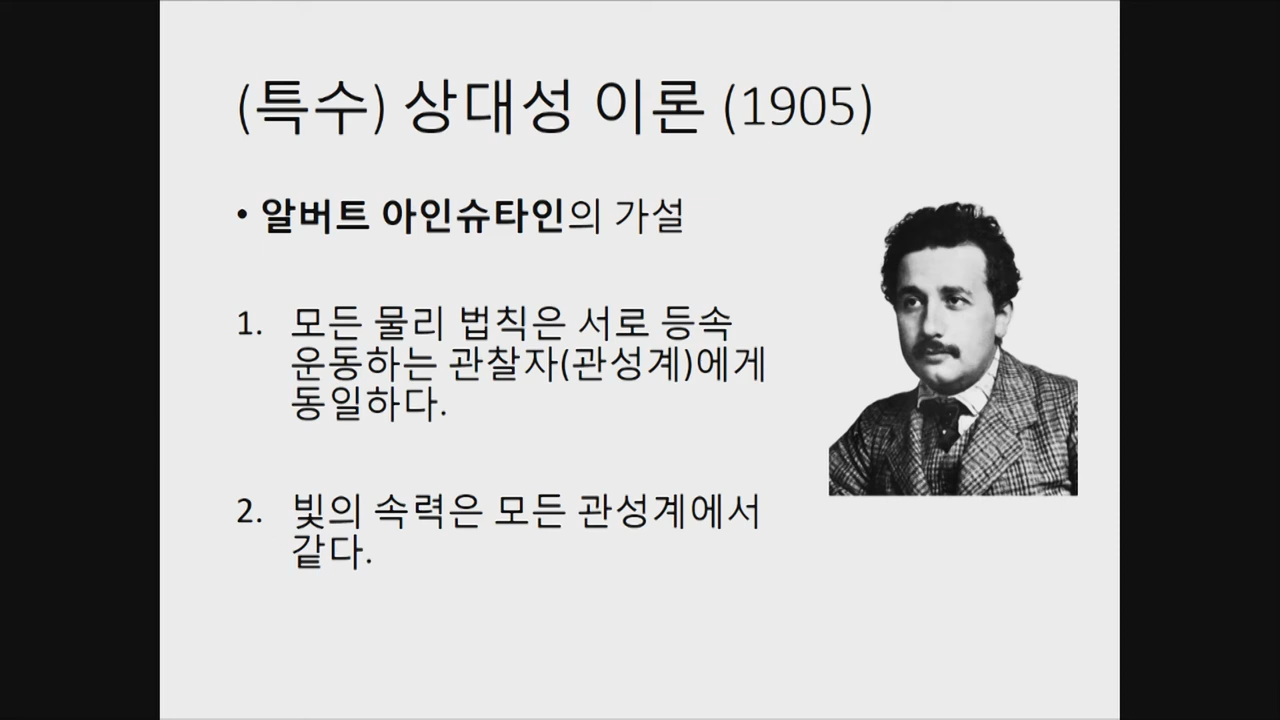 (특수) 상대성 이론 (1905)
• 알버트 아인슈타인의 가설
1. 모든 물리 법칙은 서로 등속
운동하는 관찰자(관성계)에게
동일하다.
2. 빛의 속력은 모든 관성계에서
같다.